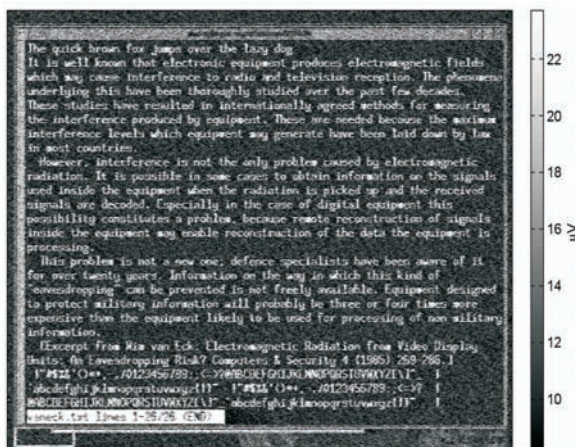 The quick brown fox jumps over the lazy dog
It is well known that electronic equipment produces electromagnetic fields
which may cause interference to radio and television reception. The phenomena
underlying this have been thoroughly studied over the past few decades.
These studies have resulted in internationally agreed methods for measuring
the interference produced by equipment. These are needed because the maximum
interference levels which equipment may generate have been laid down by law
in most countries.
However, interference is not the only problem caused by electromagnetic
radiation. It is possible in some cases to obtain information on the signals
used inside the equipment when the radiation is picked up and the received
signals are decoded. Especially in the case of digital equipment this
possibility constitutes a problem, because remote reconstruction of signals
inside the equipment may enable reconstruction of the data the equipment is
processing.
This problem is not a new one; defence specialists have been aware of it
for over twenty years. Information on the way in which this kind of
"eavesdropping" can be prevented is not freely available. Equipment designed
to protect military information will probably be three or four times more
expensive than the equipment likely to be used for processing of non-military
information.
[Excerpt from Wim van Eck: Electromagnetic Radiation from Video Display
Units: An Eavesdropping Risk? Computers & Security 4 (1985) 269-286.]
!"#$%&'()*+,-./0123456789:;<=>?@ABCDEFGHIJKLMNOPQRSTUVWXYZ[\]^_
`abcdefghijklmnopqrstuvwxyz{|}~
vaneck.txt lines 1-26/26 (END)
22
20
18
16
14
12
10
µV